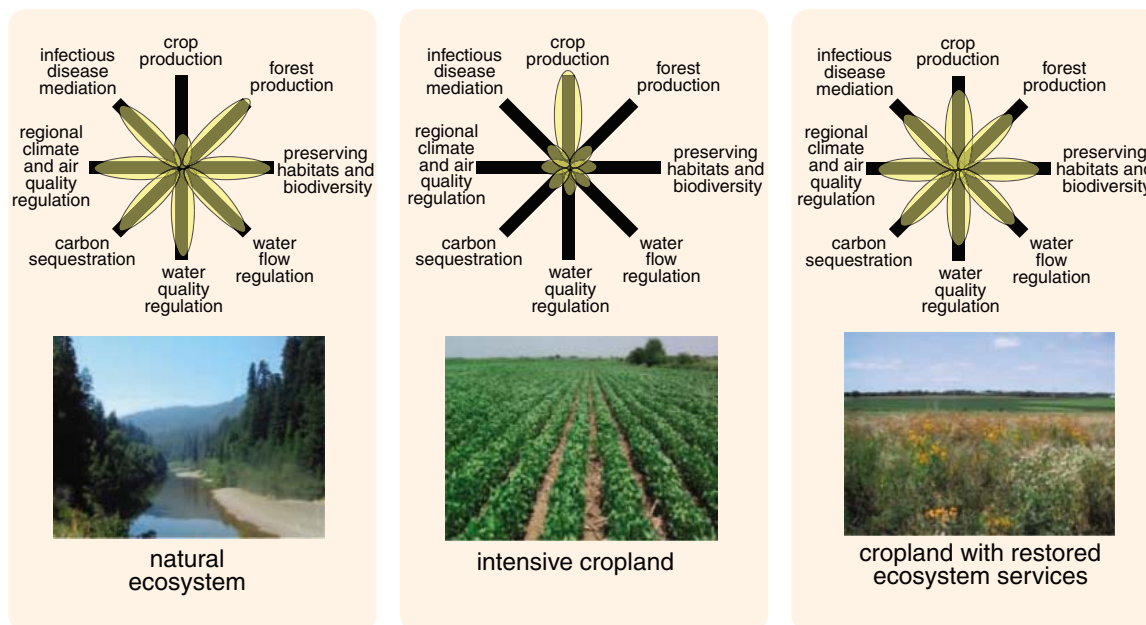 crop
production
infectious
disease
mediation
forest
production
regional
climate
and air
quality
regulation
preserving
habitats and
biodiversity
carbon
sequestration
water
flow
regulation
water
quality
regulation
natural
ecosystem
crop
production
infectious
disease
mediation
forest
production
regional
climate
and air
quality
regulation
preserving
habitats and
biodiversity
carbon
sequestration
water
flow
regulation
water
quality
regulation
intensive cropland
crop
production
infectious
disease
mediation
forest
production
regional
climate
and air
quality
regulation
preserving
habitats and
biodiversity
carbon
sequestration
water
flow
regulation
water
quality
regulation
cropland with restored
ecosystem services